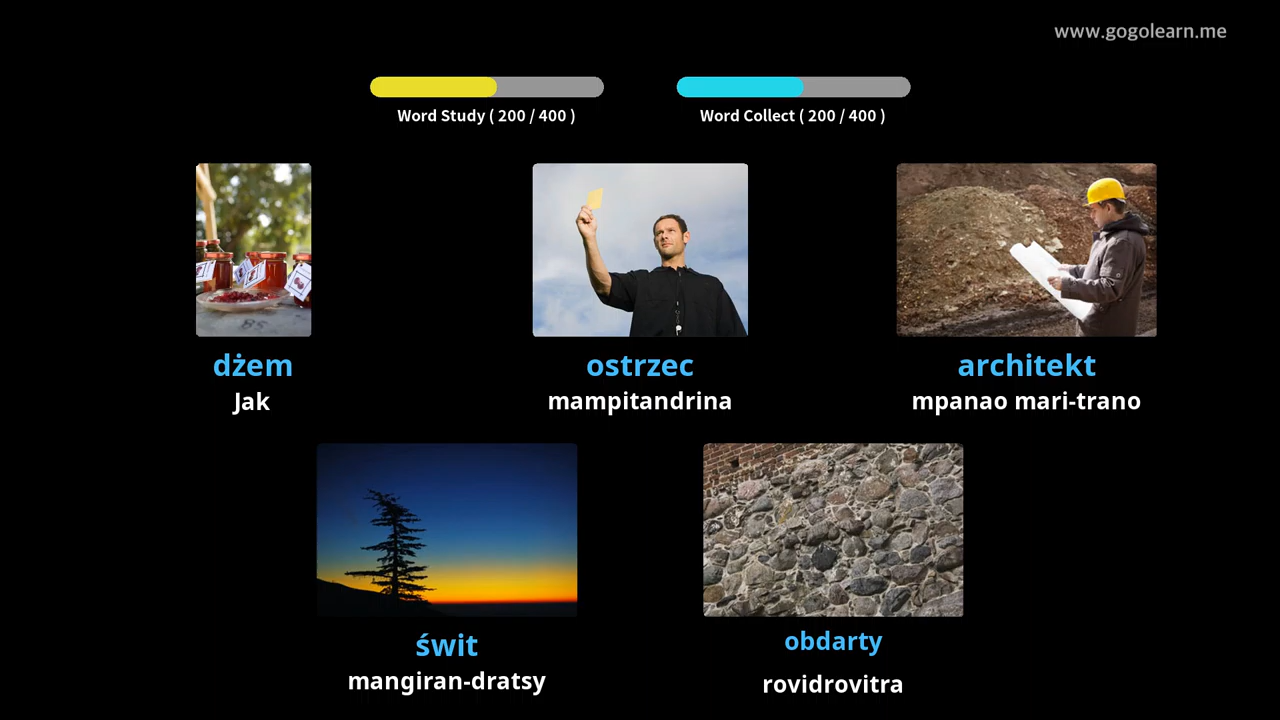 www.gogolearn.me
Word Study ( 200 / 400 )
Word Collect ( 200 / 400 )
dżem
Jak
ostrzec
mampitandrina
architekt
mpanao mari-trano
świt
mangiran-dratsy
obdarty
rovidrovitra